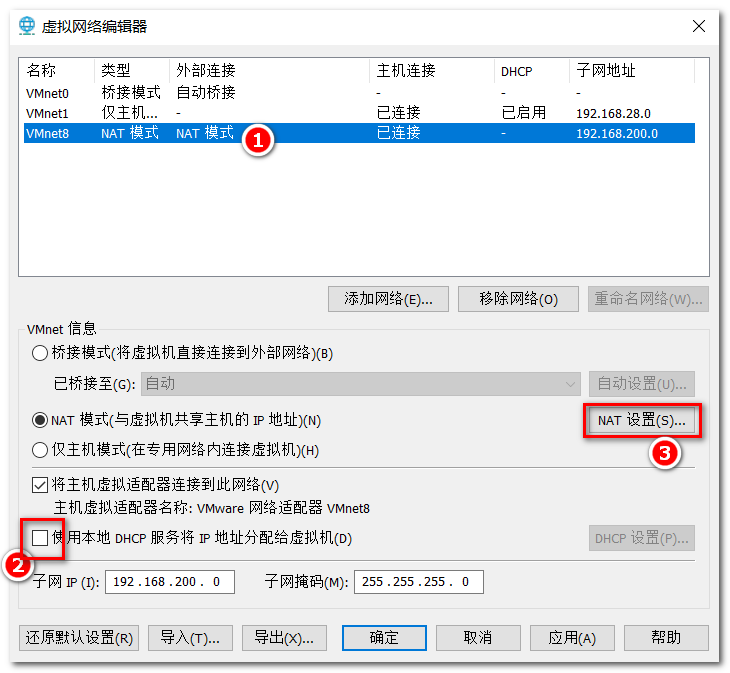 虚拟网络编辑器
名称 类型 外部连接 主机连接 DHCP 子网地址
VMnet0 桥接模式 自动桥接 - - -
VMnet1 仅主机... - 已连接 已启用 192.168.28.0
VMnet8 NAT 模式 NAT 模式 已连接 - 192.168.200.0
1
添加网络(E)... 移除网络(O) 重命名网络(W)...
VMnet 信息
桥接模式(将虚拟机直接连接到外部网络)(B)
已桥接至(G): 自动 自动设置(U)...
NAT 模式(与虚拟机共享主机的 IP 地址)(N) NAT 设置(S)...
3
仅主机模式(在专用网络内连接虚拟机)(H)
将主机虚拟适配器连接到此网络(V)
主机虚拟适配器名称: VMware 网络适配器 VMnet8
使用本地 DHCP 服务将 IP 地址分配给虚拟机(D) DHCP 设置(P)...
2
子网 IP (I): 192.168.200. 0 子网掩码(M): 255.255.255. 0
还原默认设置(R) 导入(T)... 导出(X)... 确定 取消 应用(A) 帮助